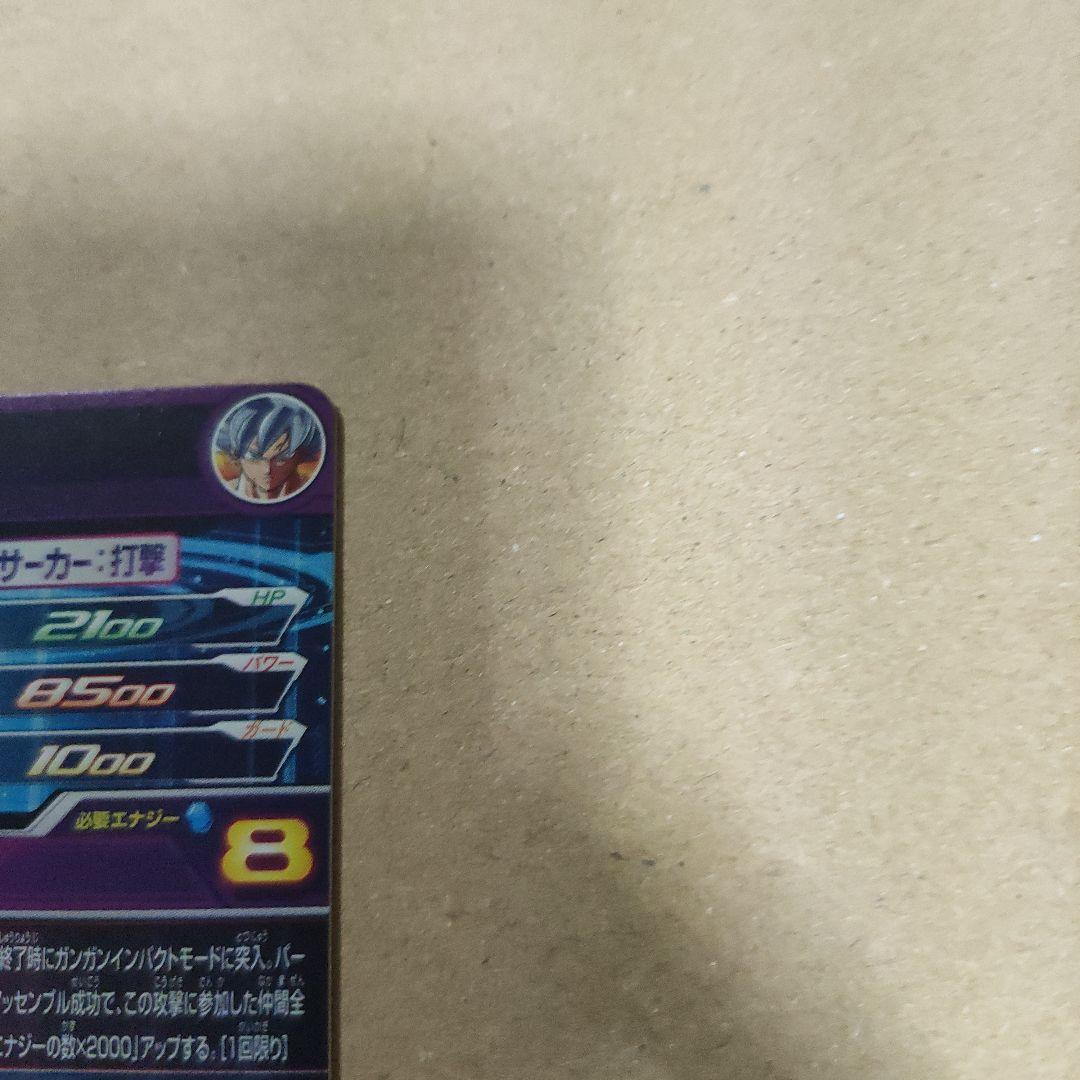 サーカー:打撃
HP
2100
パワー
8500
ガード
1000
必要エナジー
8
終了時にガンガンインパクトモードに突入。バー
アッセンブル成功で、この攻撃に参加した仲間全
エナジーの数×2000」アップする。[1回限り]